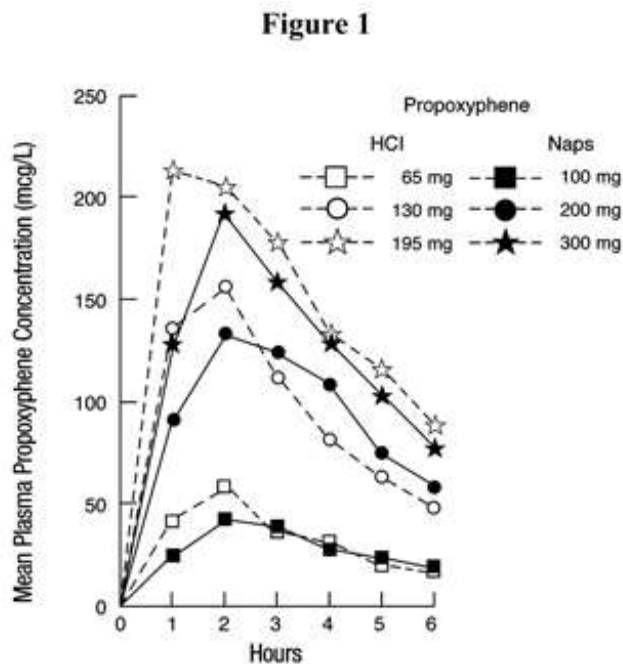 Figure 1
Mean Plasma Propoxyphene Concentration (mcg/L)
250
200
150
100
50
0
Propoxyphene
HCl Naps
65 mg 100 mg
130 mg 200 mg
195 mg 300 mg
0 1 2 3 4 5 6
Hours